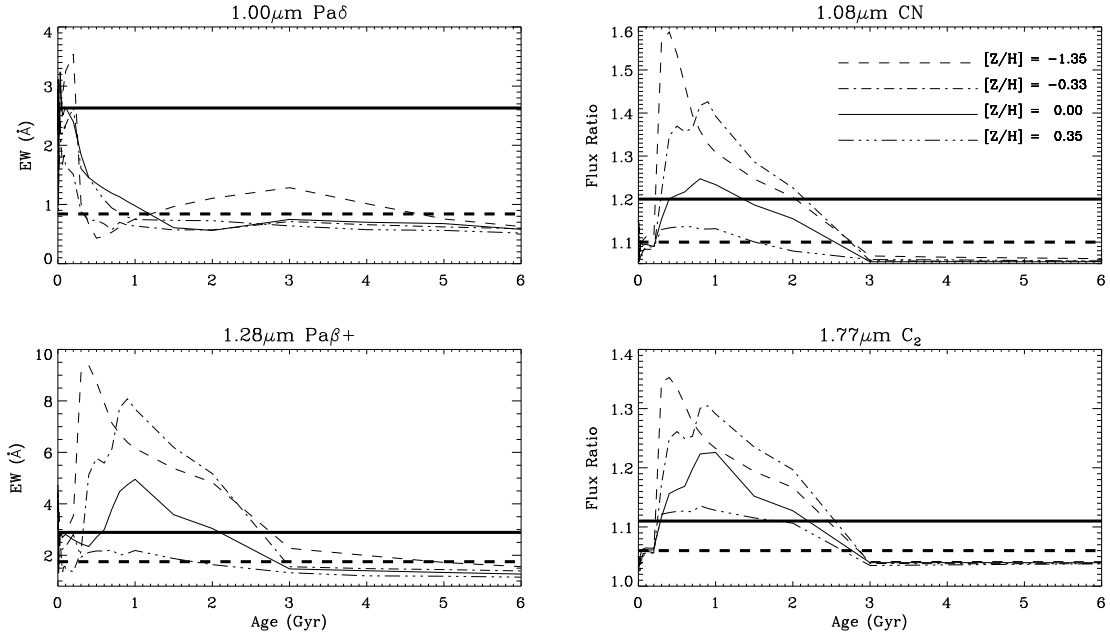 1.00μm Paδ
EW (Å)
4
3
2
1
0
0 1 2 3 4 5 6
1.08μm CN
Flux Ratio
1.6
1.5
1.4
1.3
1.2
1.1
0 1 2 3 4 5 6
[Z/H] = -1.35
[Z/H] = -0.33
[Z/H] = 0.00
[Z/H] = 0.35
1.28μm Paβ+
EW (Å)
10
8
6
4
2
0 1 2 3 4 5 6
Age (Gyr)
1.77μm C₂
Flux Ratio
1.4
1.3
1.2
1.1
1.0
0 1 2 3 4 5 6
Age (Gyr)